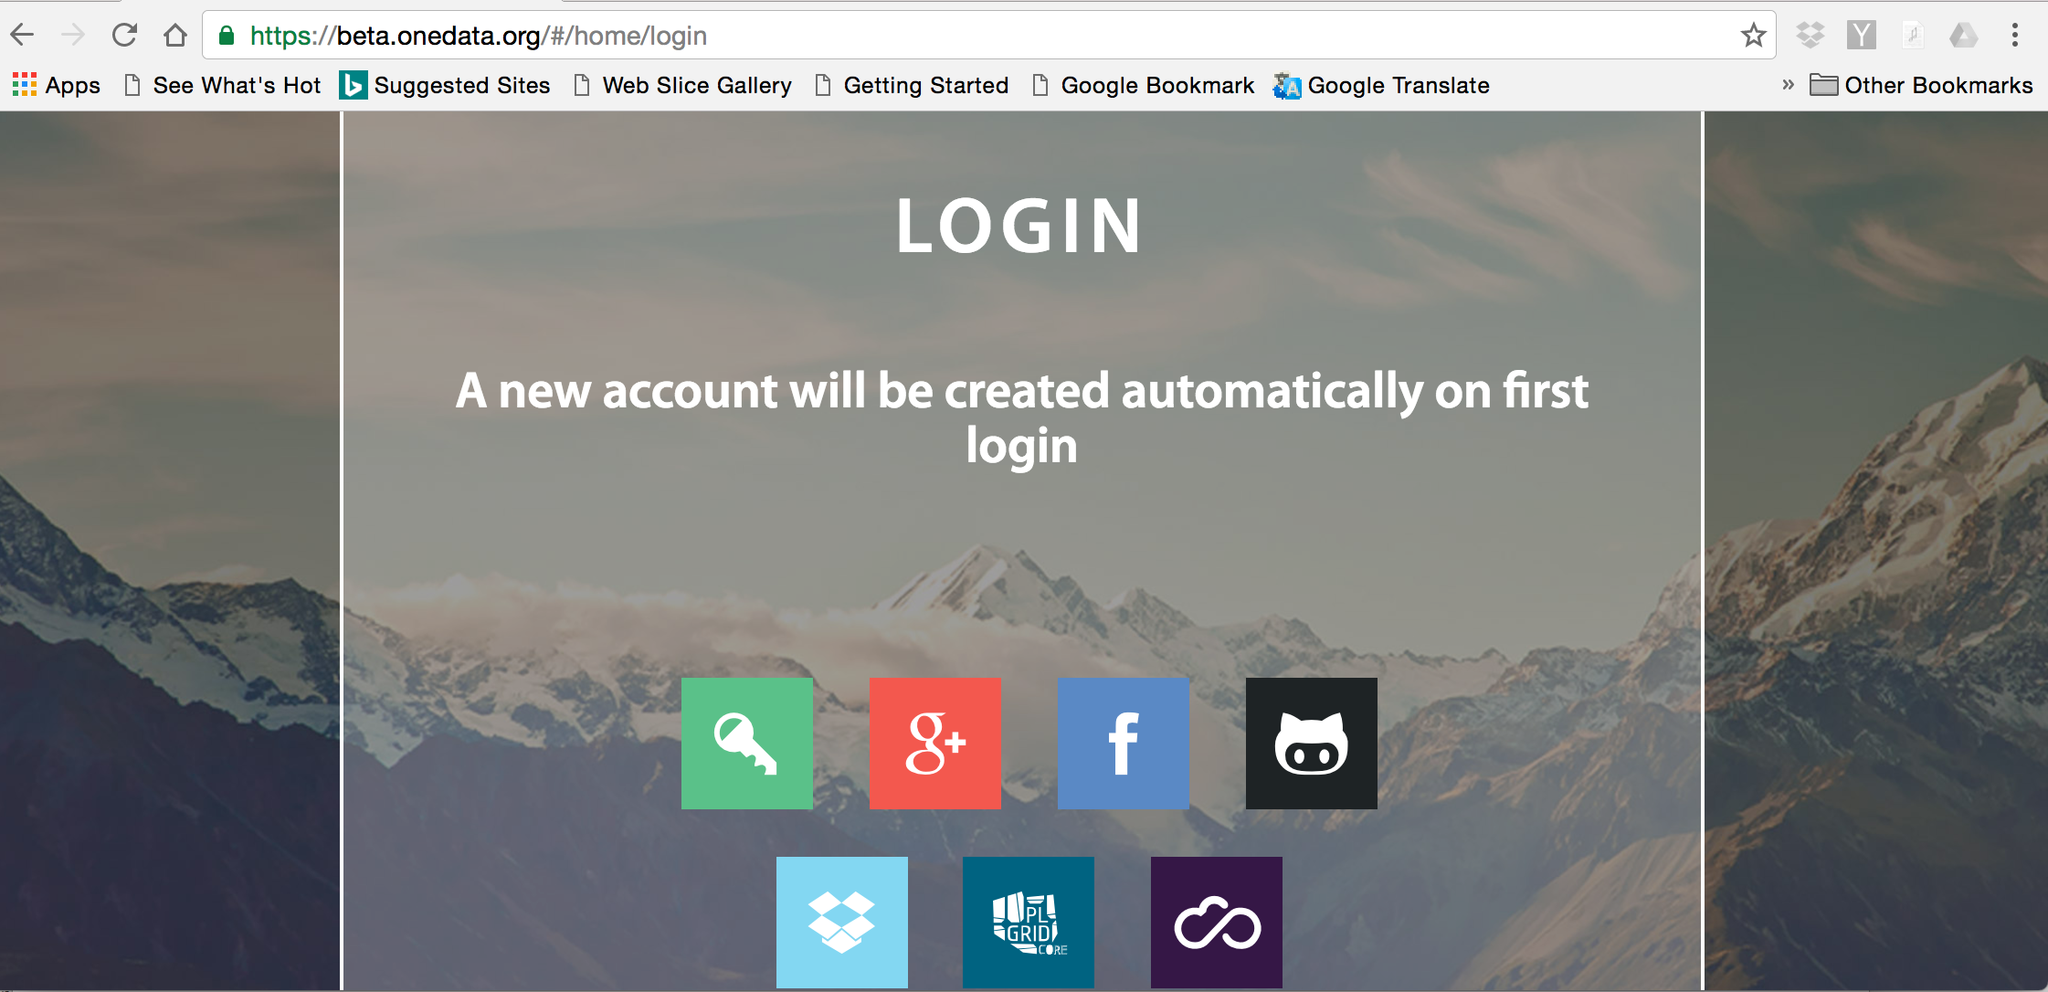 https://beta.onedata.org/#/home/login
Apps See What's Hot Suggested Sites Web Slice Gallery Getting Started Google Bookmark Google Translate » Other Bookmarks
LOGIN
A new account will be created automatically on first
login
g+ f
PL
GRID
CORE